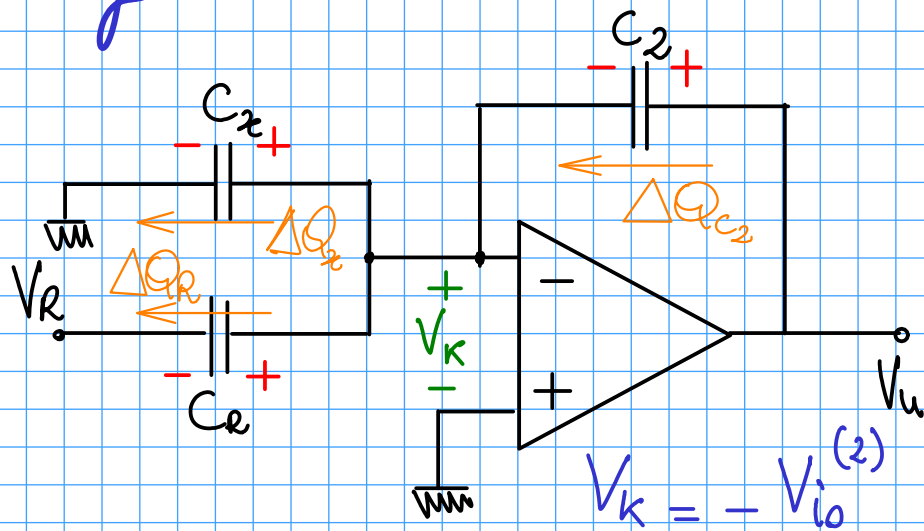 C2
− +
Cx
− +
ΔQx
ΔQC2
ΔQR
VR
− +
CR
+
VK
−
−
+
Vu
VK = − Vio(2)